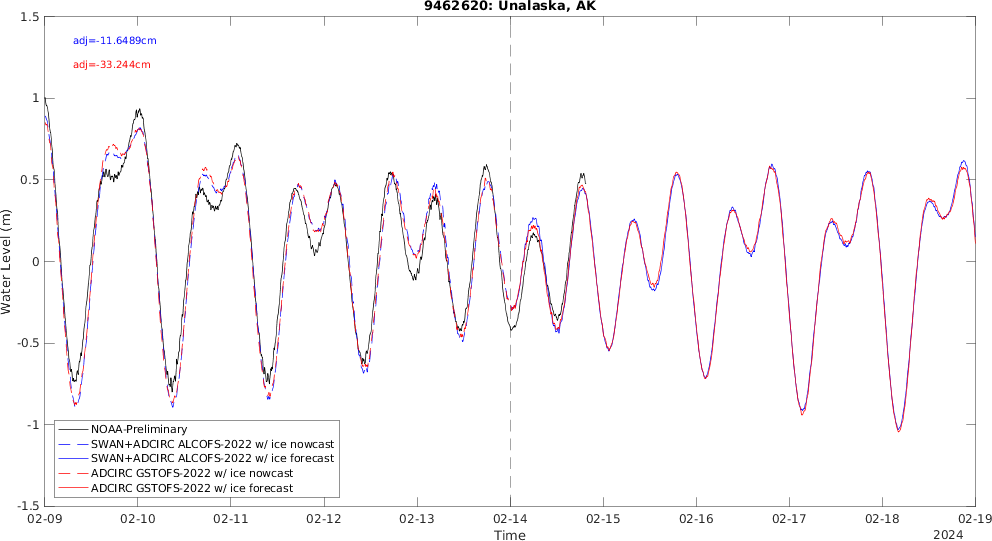 9462620: Unalaska, AK
adj=-11.6489cm
adj=-33.244cm
1.5
1
0.5
0
-0.5
-1
-1.5
Water Level (m)
NOAA-Preliminary
SWAN+ADCIRC ALCOFS-2022 w/ ice nowcast
SWAN+ADCIRC ALCOFS-2022 w/ ice forecast
ADCIRC GSTOFS-2022 w/ ice nowcast
ADCIRC GSTOFS-2022 w/ ice forecast
02-09 02-10 02-11 02-12 02-13 02-14 02-15 02-16 02-17 02-18 02-19
Time
2024